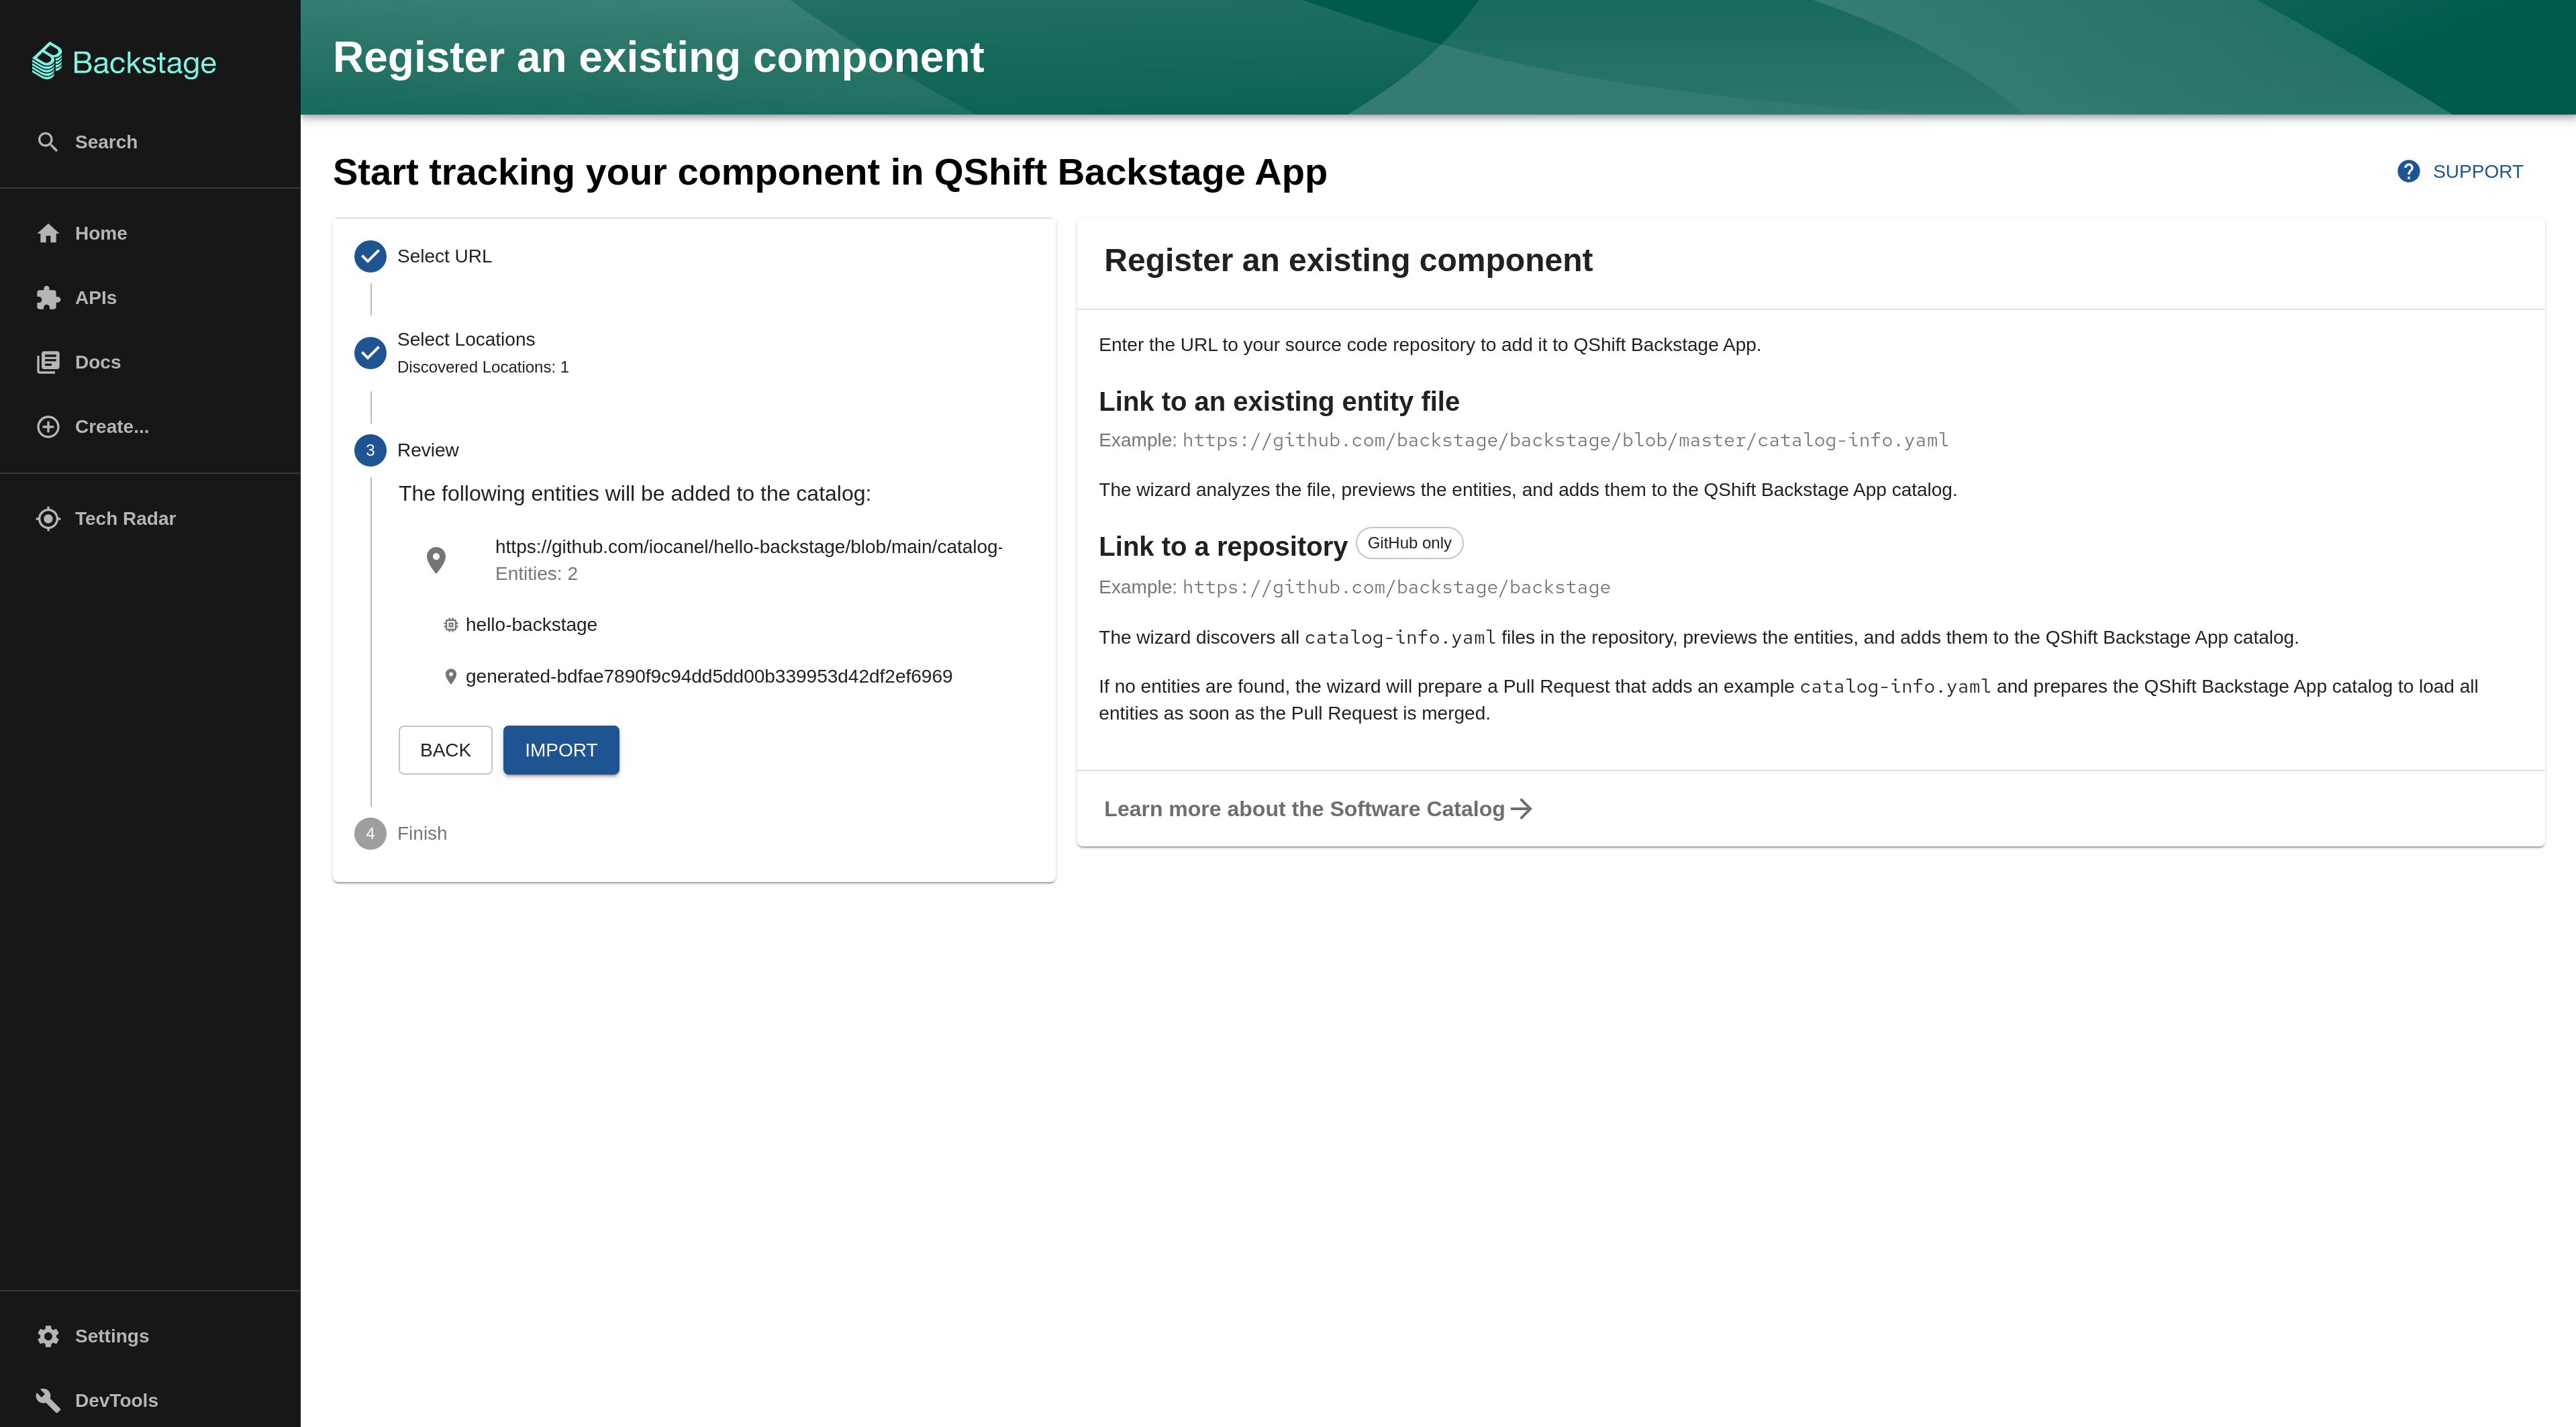 Backstage
Search
Home
APIs
Docs
Create...
Tech Radar
Settings
DevTools
Register an existing component
Start tracking your component in QShift Backstage App
SUPPORT
Select URL
Select Locations
Discovered Locations: 1
3
Review
The following entities will be added to the catalog:
https://github.com/iocanel/hello-backstage/blob/main/catalog-
Entities: 2
hello-backstage
generated-bdfae7890f9c94dd5dd00b339953d42df2ef6969
BACK
IMPORT
4
Finish
Register an existing component
Enter the URL to your source code repository to add it to QShift Backstage App.
Link to an existing entity file
Example: https://github.com/backstage/backstage/blob/master/catalog-info.yaml
The wizard analyzes the file, previews the entities, and adds them to the QShift Backstage App catalog.
Link to a repository GitHub only
Example: https://github.com/backstage/backstage
The wizard discovers all catalog-info.yaml files in the repository, previews the entities, and adds them to the QShift Backstage App catalog.
If no entities are found, the wizard will prepare a Pull Request that adds an example catalog-info.yaml and prepares the QShift Backstage App catalog to load all
entities as soon as the Pull Request is merged.
Learn more about the Software Catalog